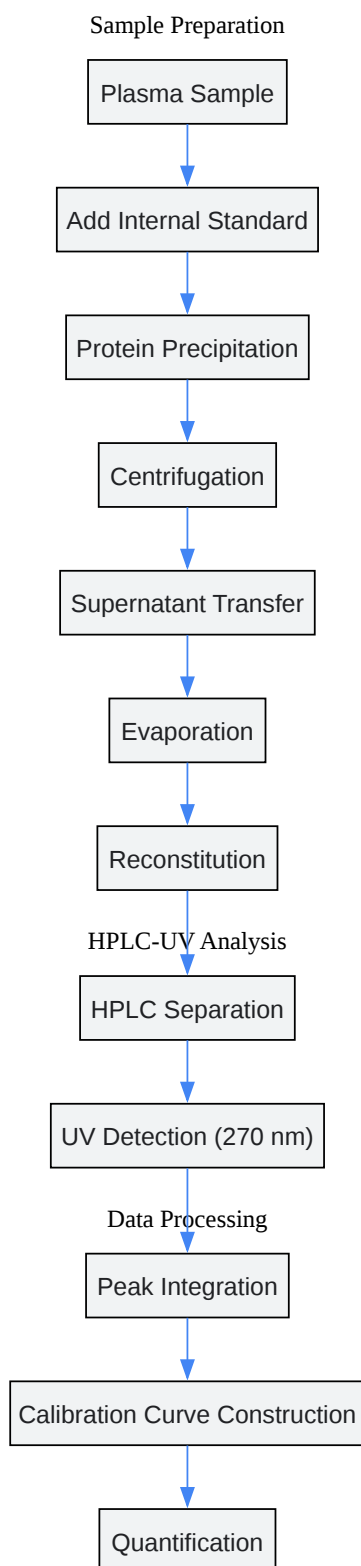 Sample Preparation
Plasma Sample
Add Internal Standard
Protein Precipitation
Centrifugation
Supernatant Transfer
Evaporation
Reconstitution
HPLC-UV Analysis
HPLC Separation
UV Detection (270 nm)
Data Processing
Peak Integration
Calibration Curve Construction
Quantification